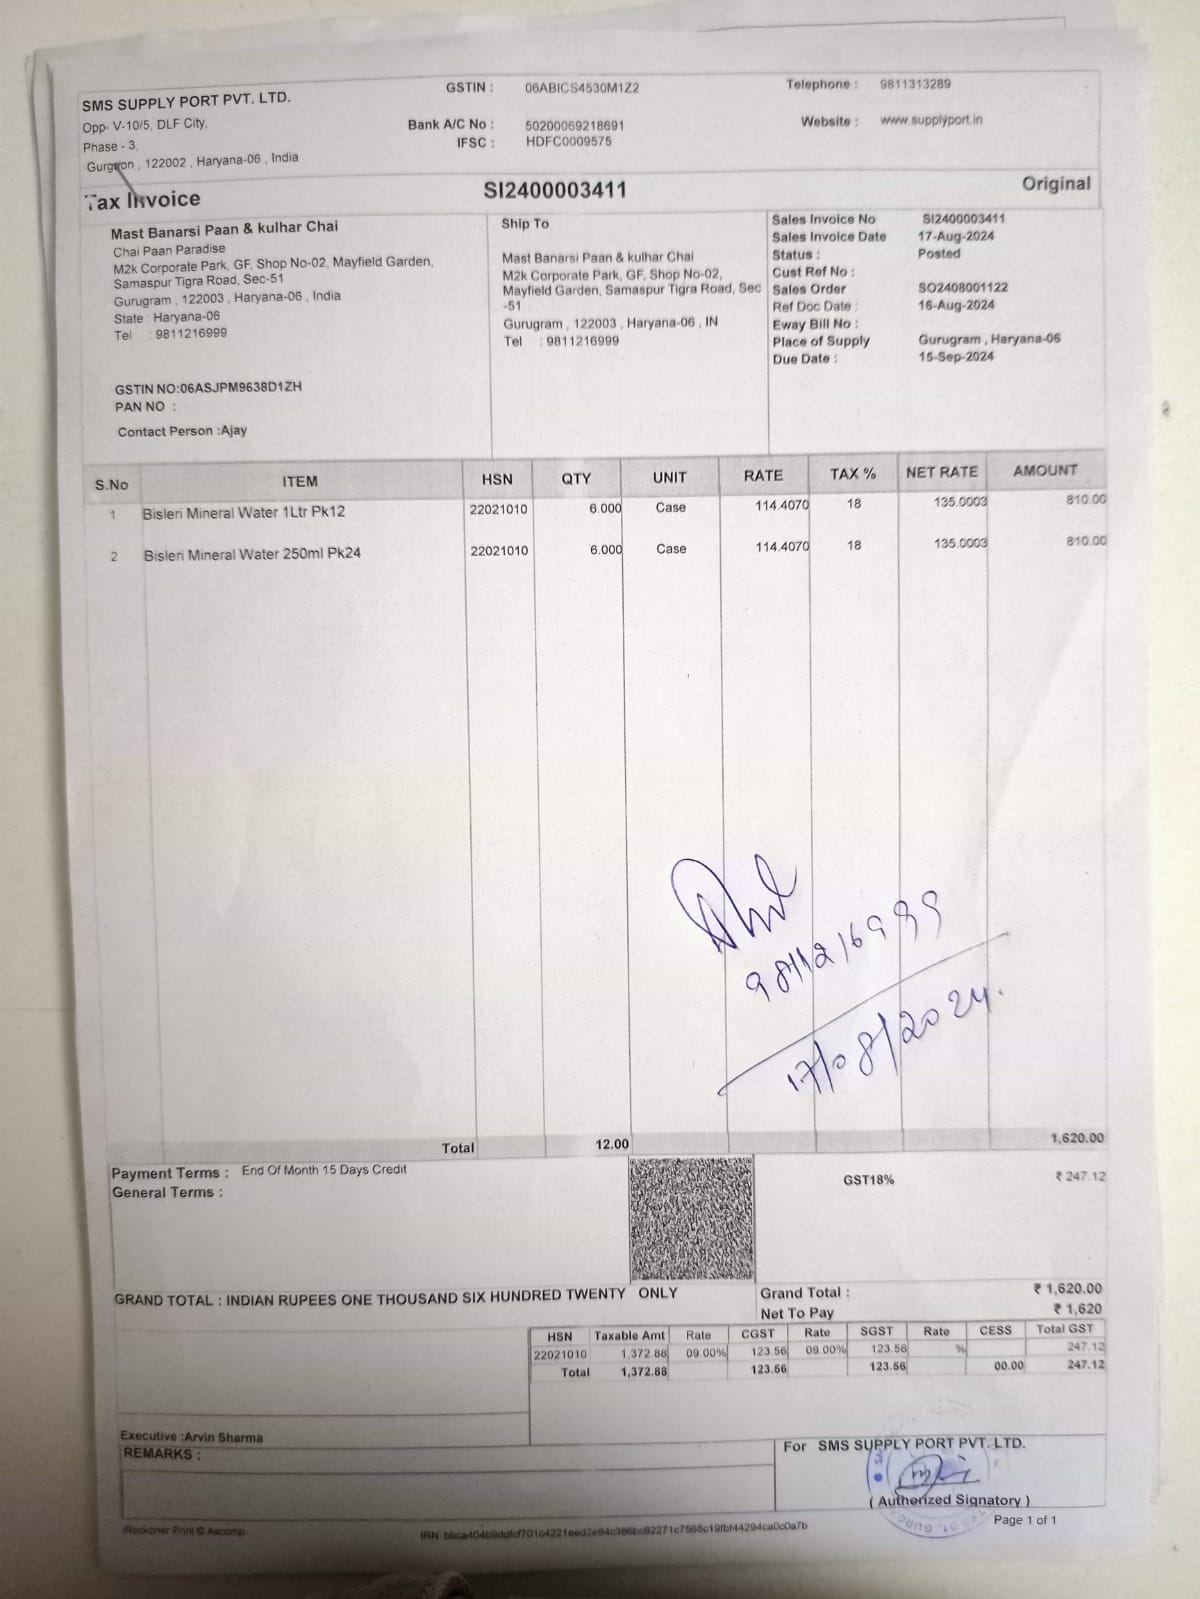 SMS SUPPLY PORT PVT. LTD.
Opp- V-10/5, DLF City,
Phase - 3,
Gurgaon , 122002 , Haryana-06 , India
GSTIN : 06ABICS4530M1Z2
Bank A/C No : 50200069218691
IFSC : HDFC0009575
Telephone : 9811313289
Website : www.supplyport.in
Tax Invoice
SI2400003411
Original
Mast Banarsi Paan & kulhar Chai
Chai Paan Paradise
M2k Corporate Park, GF, Shop No-02, Mayfield Garden,
Samaspur Tigra Road, Sec-51
Gurugram , 122003 , Haryana-06 , India
State : Haryana-06
Tel : 9811216999
GSTIN NO:06ASJPM9638D1ZH
PAN NO :
Contact Person :Ajay
Ship To
Mast Banarsi Paan & kulhar Chai
M2k Corporate Park, GF, Shop No-02,
Mayfield Garden, Samaspur Tigra Road, Sec
-51
Gurugram , 122003 , Haryana-06 , IN
Tel : 9811216999
Sales Invoice No SI2400003411
Sales Invoice Date 17-Aug-2024
Status : Posted
Cust Ref No :
Sales Order SO2408001122
Ref Doc Date : 16-Aug-2024
Eway Bill No :
Place of Supply Gurugram , Haryana-06
Due Date : 15-Sep-2024
S.No ITEM HSN QTY UNIT RATE TAX % NET RATE AMOUNT
1 Bisleri Mineral Water 1Ltr Pk12 22021010 6.000 Case 114.4070 18 135.0003 810.00
2 Bisleri Mineral Water 250ml Pk24 22021010 6.000 Case 114.4070 18 135.0003 810.00
9811216999
17/08/2024.
Total 12.00 1,620.00
Payment Terms : End Of Month 15 Days Credit
General Terms :
GST18% ₹ 247.12
GRAND TOTAL : INDIAN RUPEES ONE THOUSAND SIX HUNDRED TWENTY ONLY
Grand Total : ₹ 1,620.00
Net To Pay ₹ 1,620
HSN Taxable Amt Rate CGST Rate SGST Rate CESS Total GST
22021010 1,372.88 09.00% 123.56 09.00% 123.56 % 247.12
Total 1,372.88 123.56 123.56 00.00 247.12
Executive :Arvin Sharma
REMARKS :
For SMS SUPPLY PORT PVT. LTD.
( Authorized Signatory )
iReckoner Print © Ascomp
Page 1 of 1